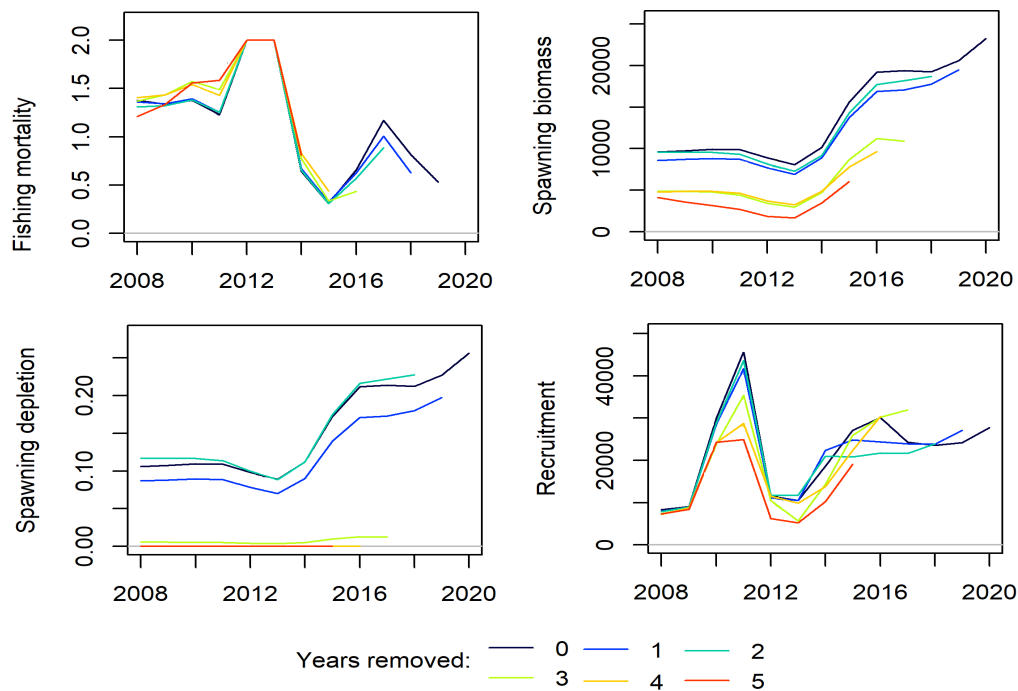 Fishing mortality
2.0
1.5
1.0
0.5
0.0
2008 2012 2016 2020
Spawning biomass
20000
10000
0
2008 2012 2016 2020
Spawning depletion
0.20
0.10
0.00
2008 2012 2016 2020
Recruitment
40000
20000
0
2008 2012 2016 2020
Years removed: 0 1 2
3 4 5